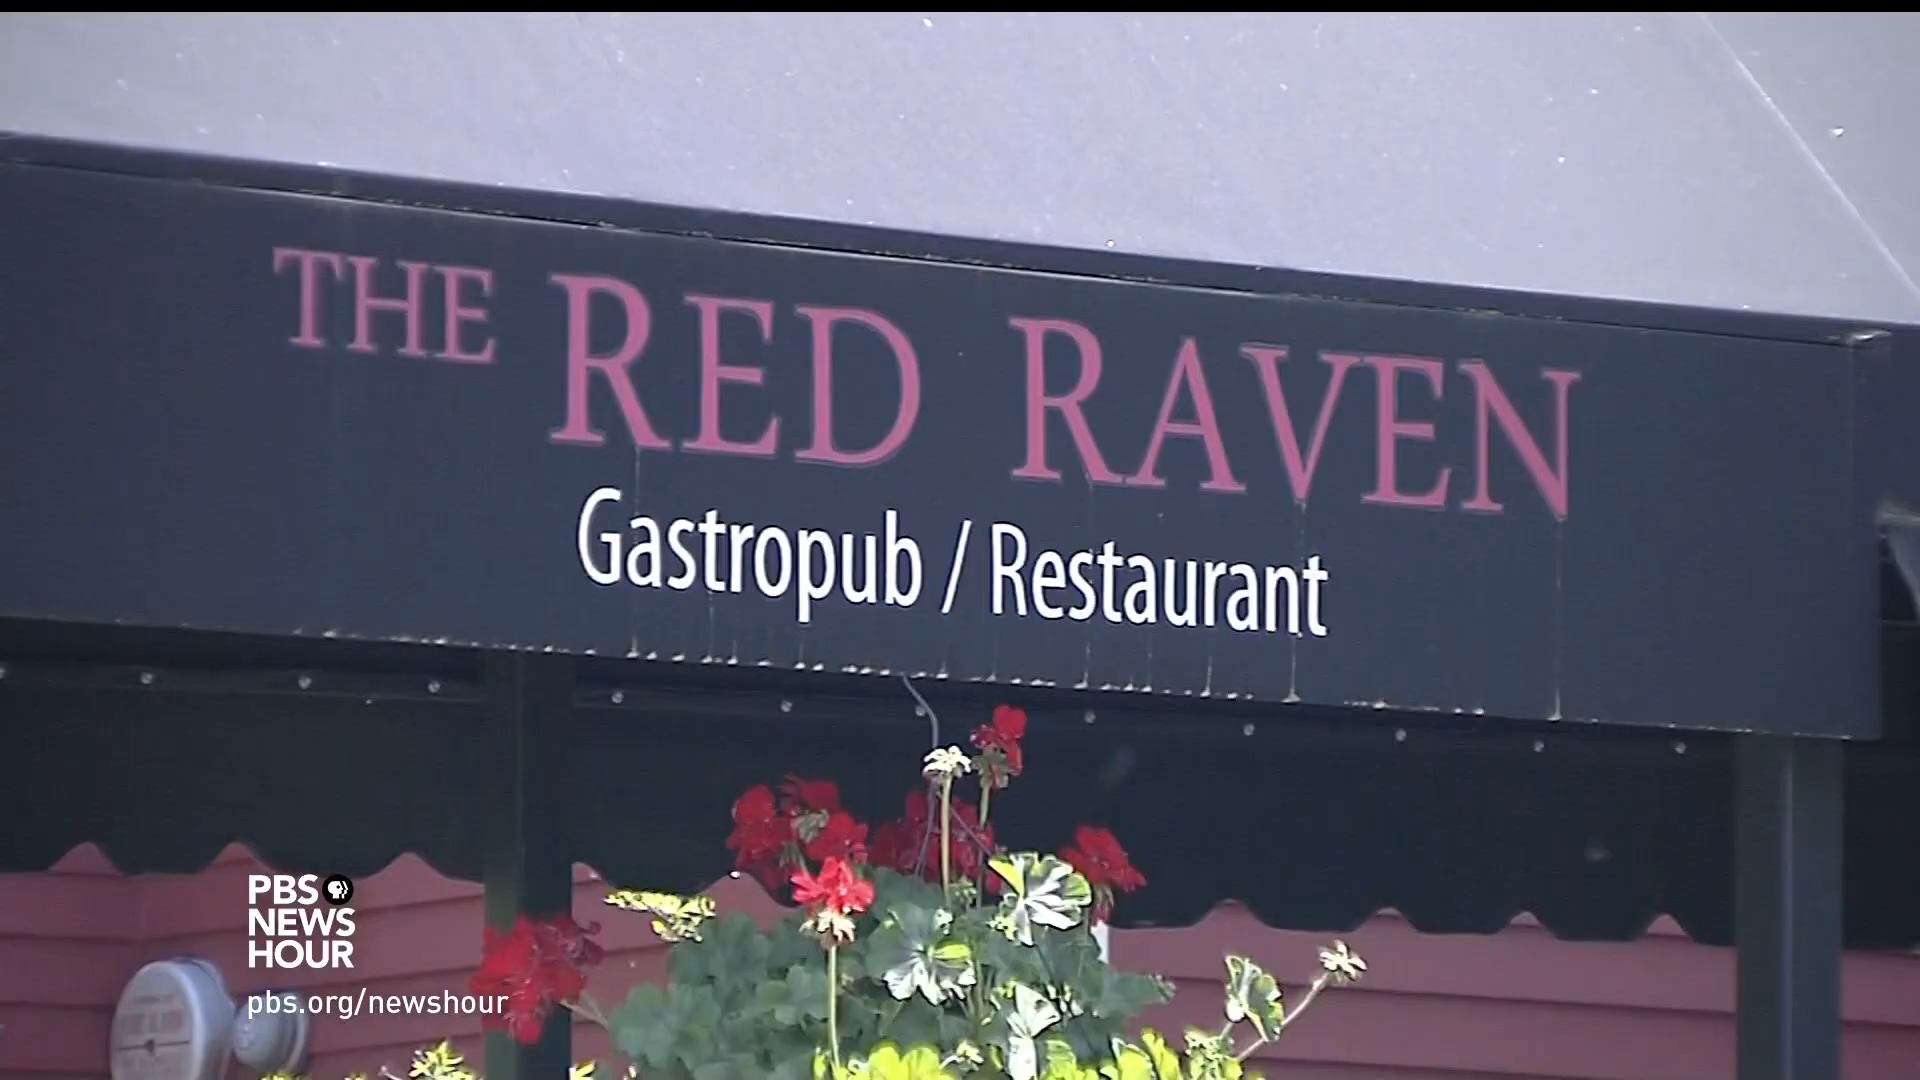 THE RED RAVEN
Gastropub / Restaurant
PBS
NEWS
HOUR
pbs.org/newshour